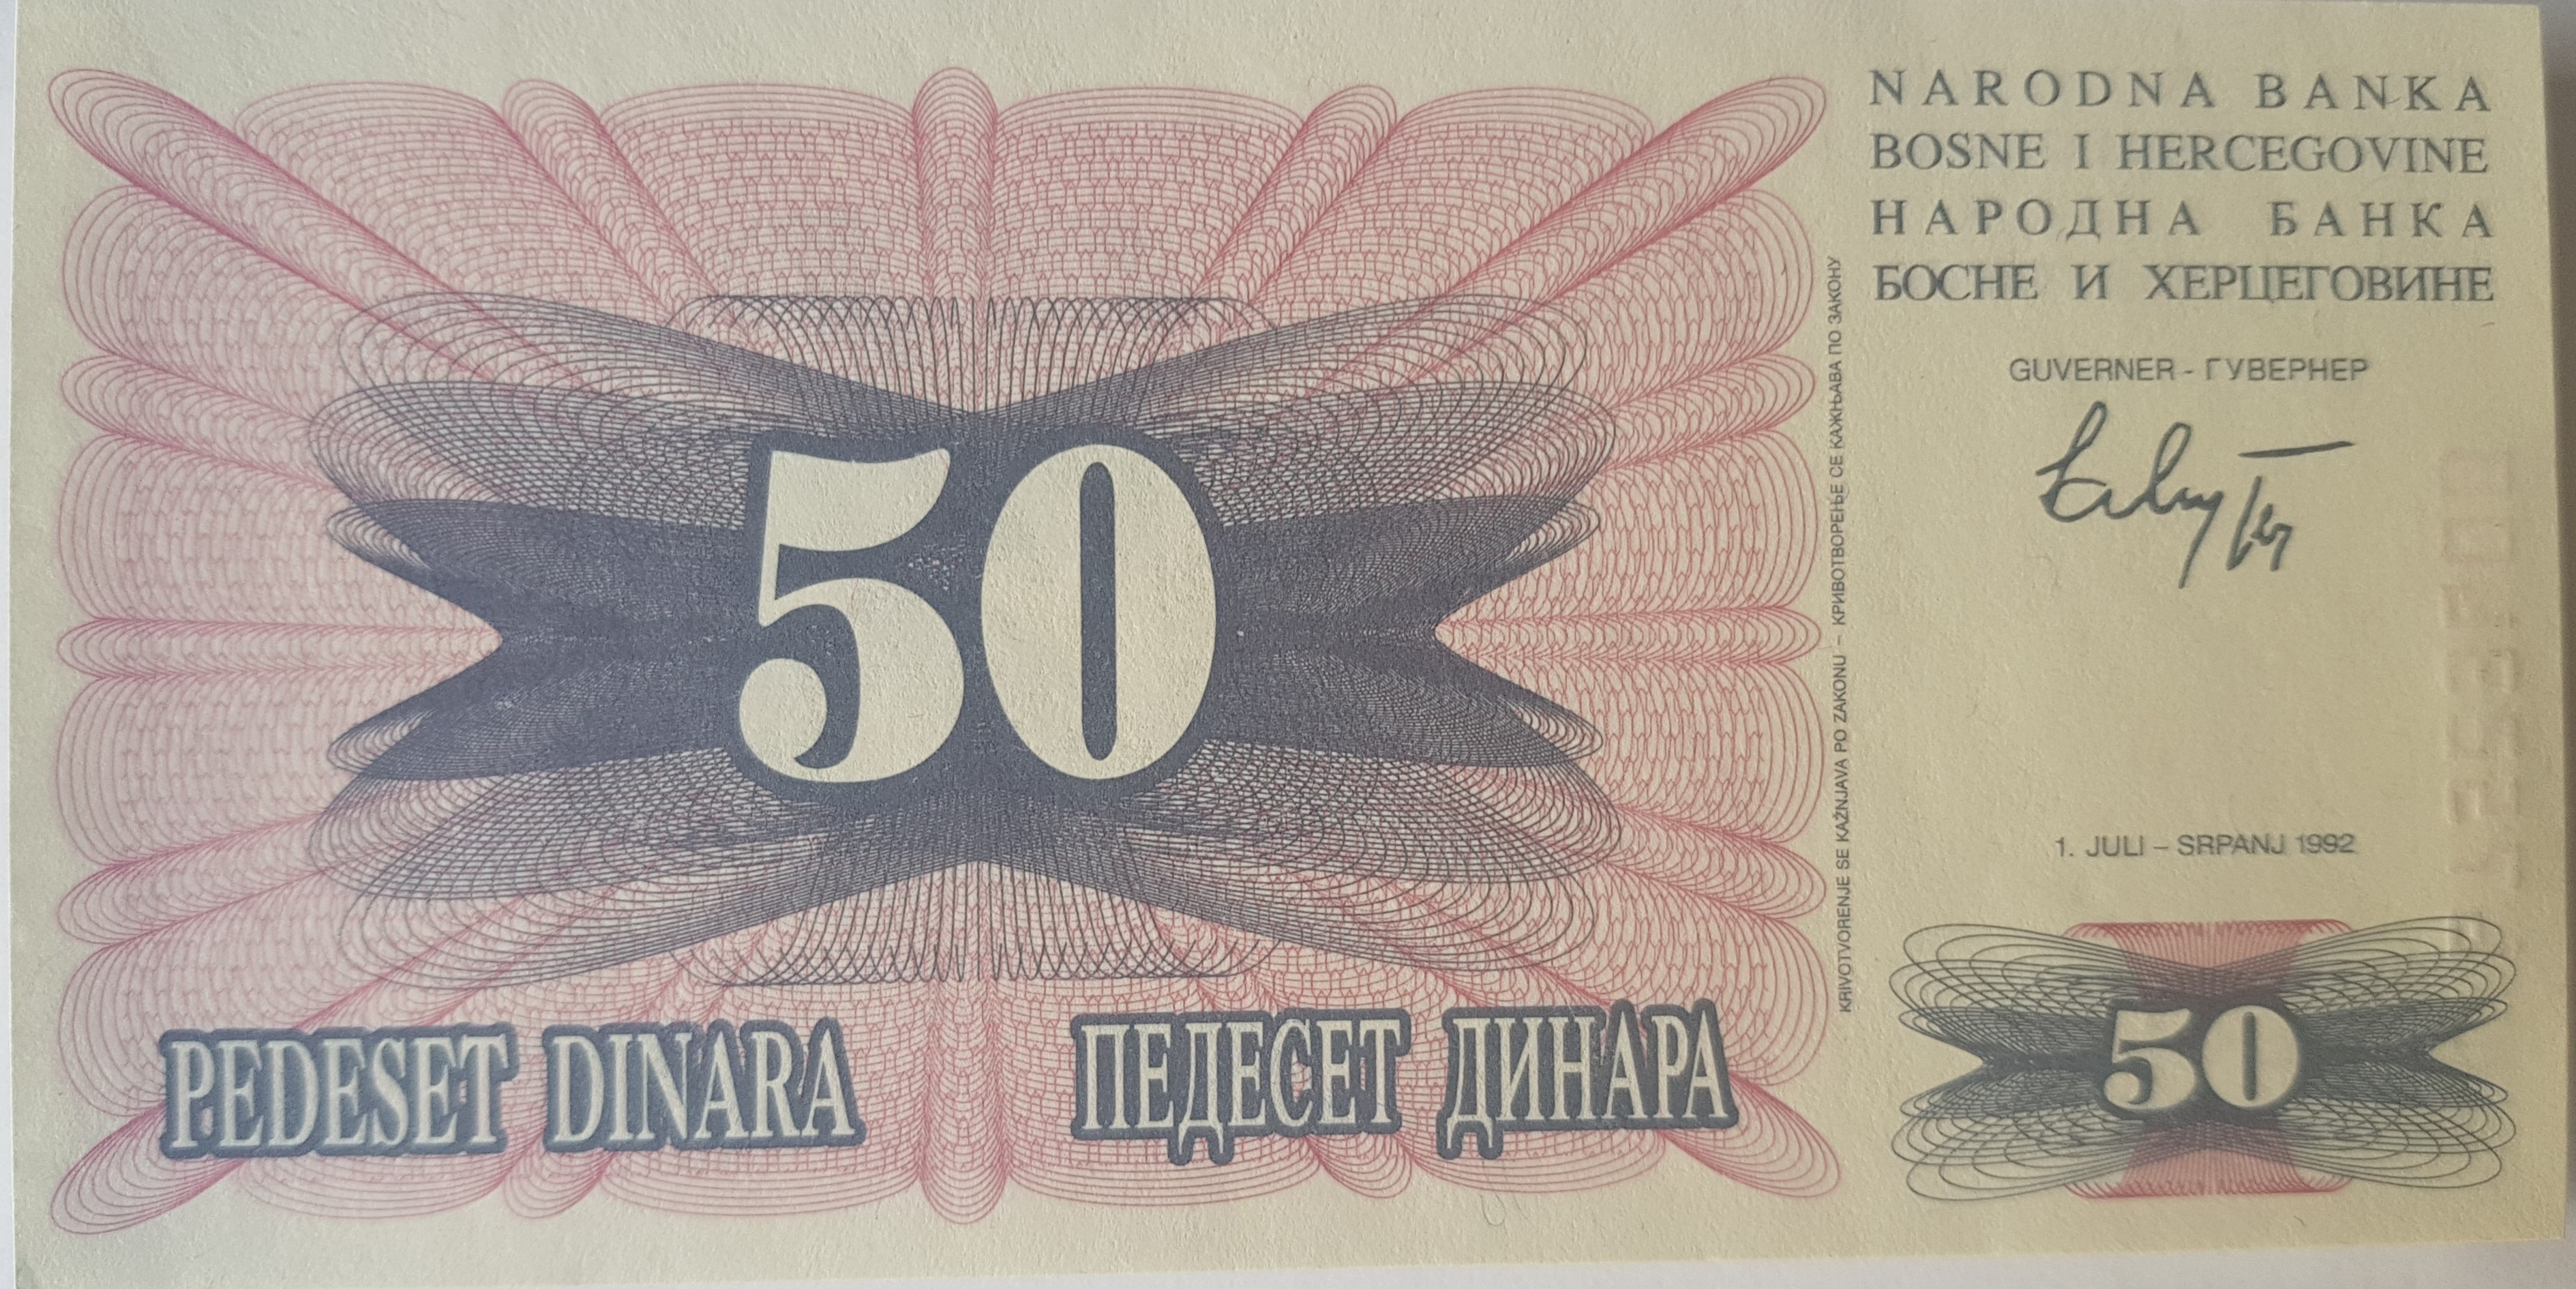 NARODNA BANKA
BOSNE I HERCEGOVINE
НАРОДНА БАНКА
БОСНЕ И ХЕРЦЕГОВИНЕ
GUVERNER - ГУВЕРНЕР
1. JULI – SRPANJ 1992
KRIVOTVORENJE SE KAŽNJAVA PO ZAKONU – КРИВОТВОРЕЊЕ СЕ КАЖЊАВА ПО ЗАКОНУ
50
PEDESET DINARA
ПЕДЕСЕТ ДИНАРА
50